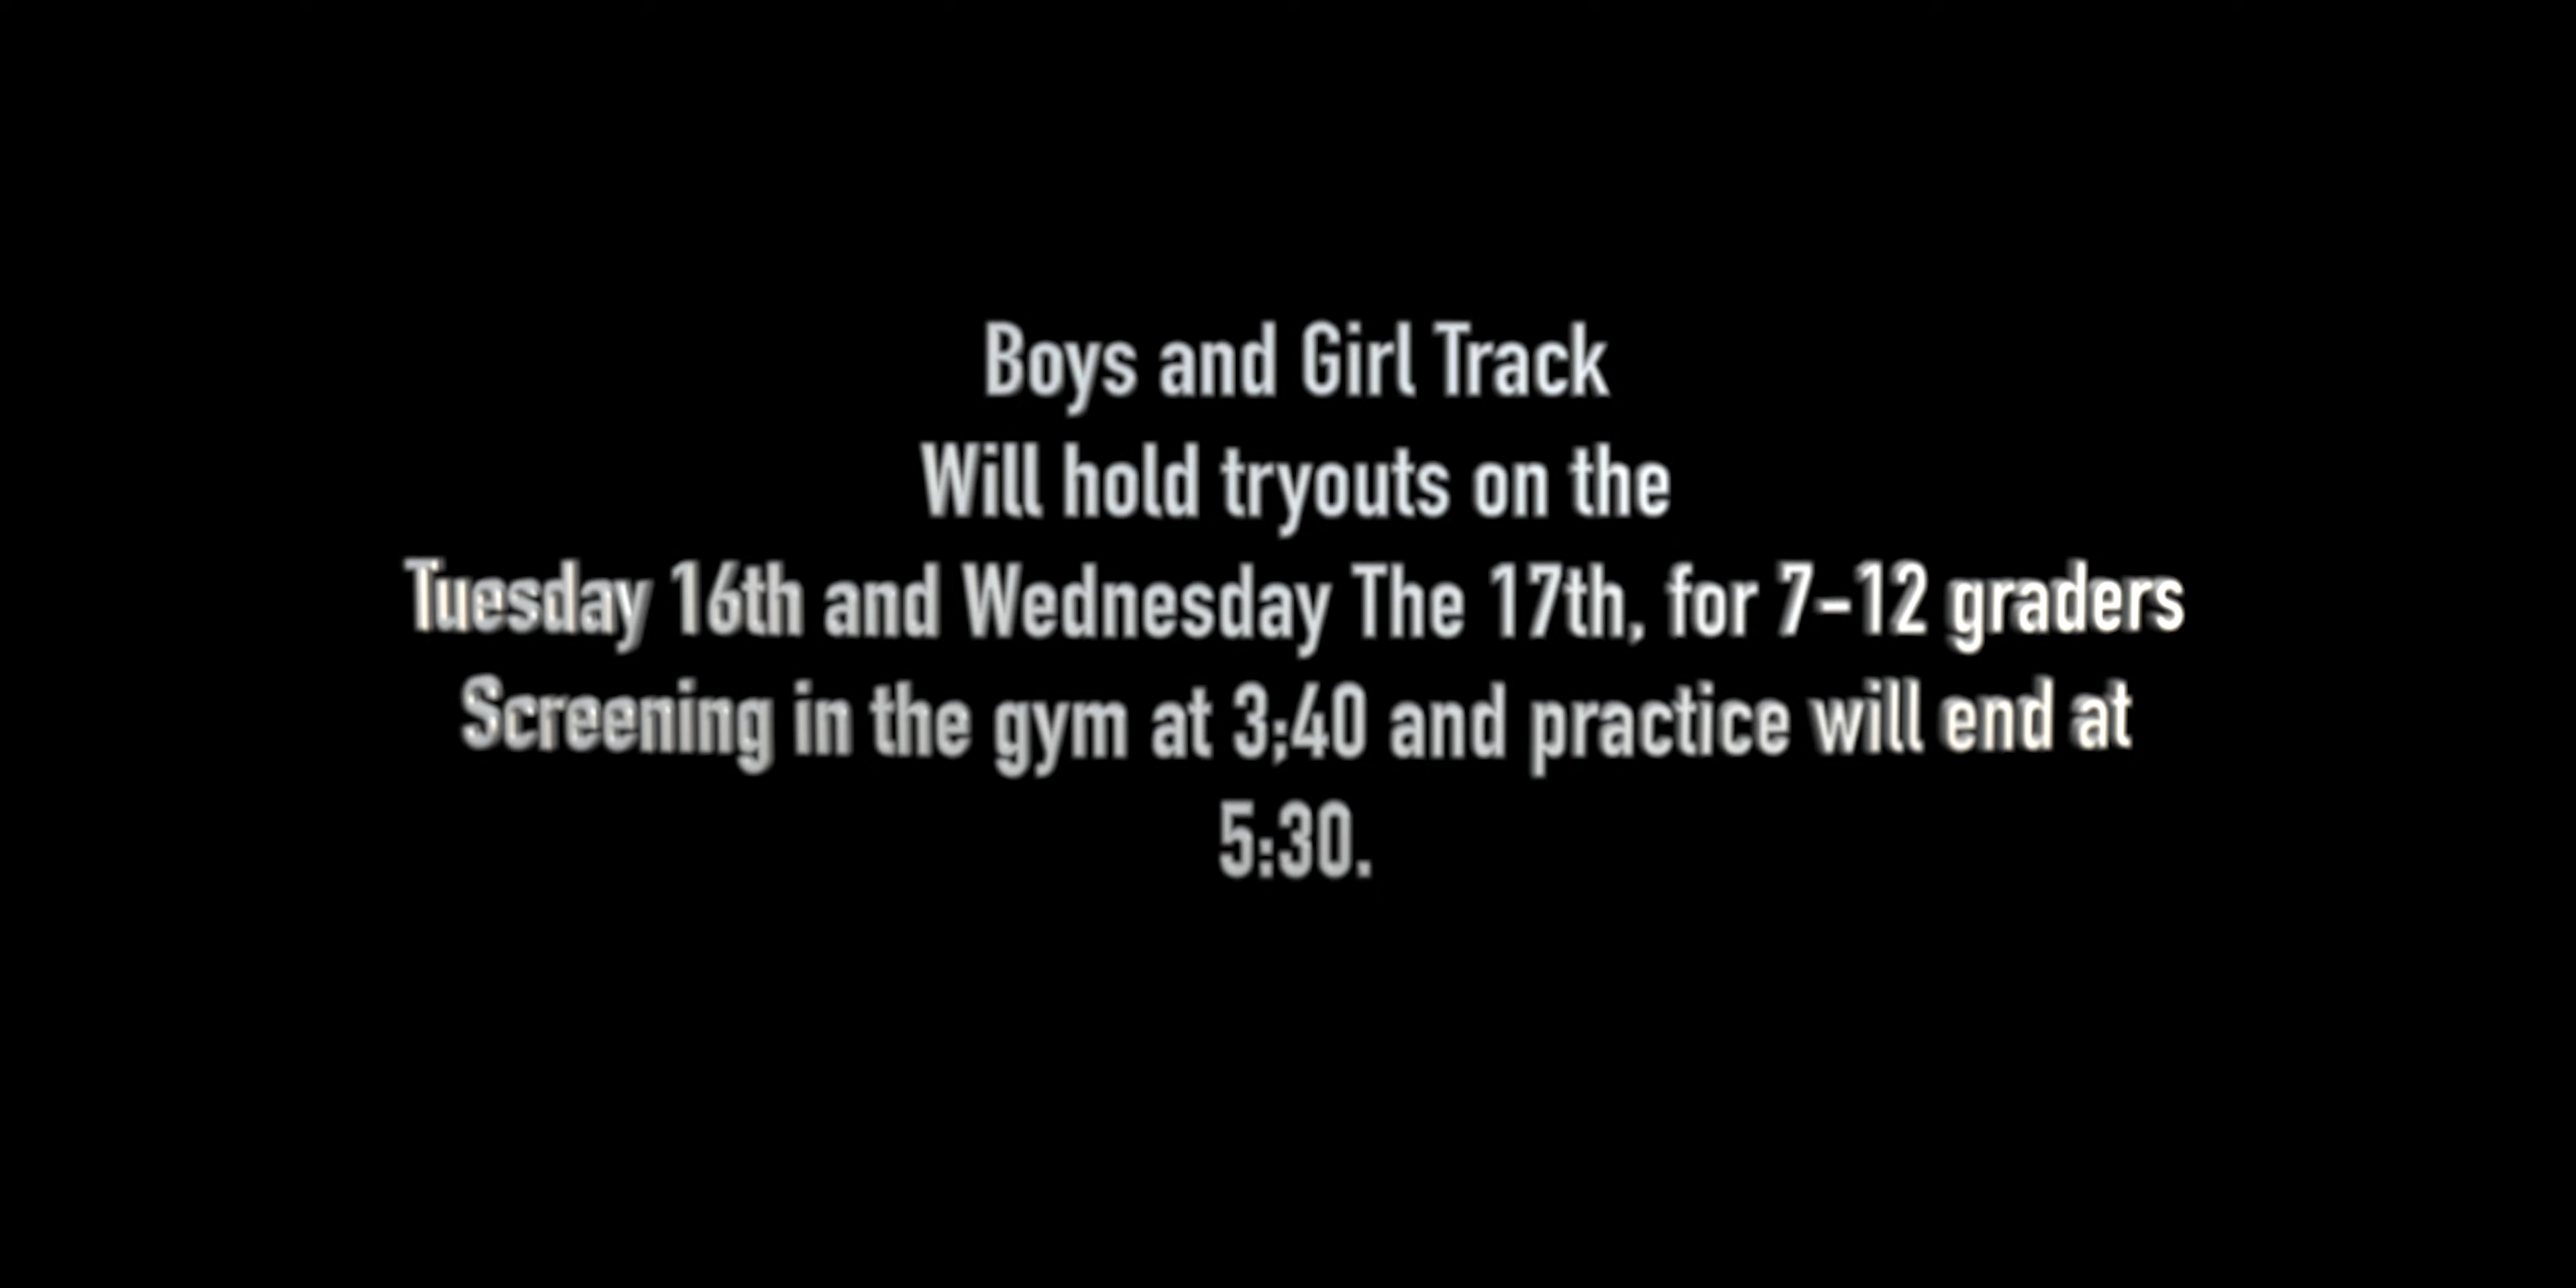 Boys and Girl Track
Will hold tryouts on the
Tuesday 16th and Wednesday The 17th, for 7-12 graders
Screening in the gym at 3;40 and practice will end at
5:30.